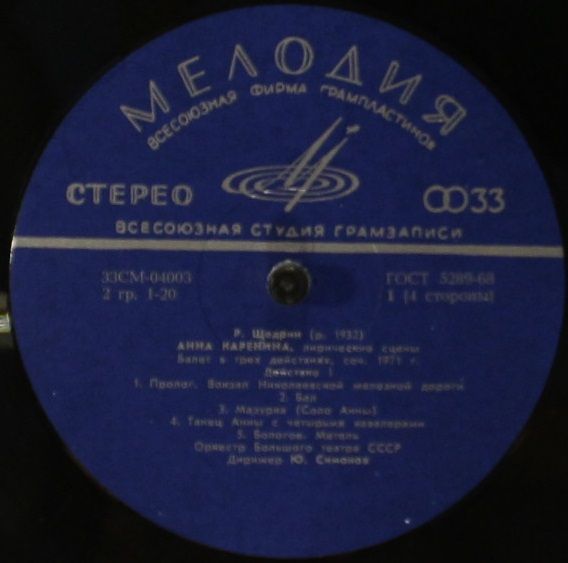 МЕЛОДИЯ
ВСЕСОЮЗНАЯ ФИРМА ГРАМПЛАСТИНОК
СТЕРЕО
33
ВСЕСОЮЗНАЯ СТУДИЯ ГРАМЗАПИСИ
33СМ-04003 ГОСТ 5289-68
2 гр. 1-20 1 (4 стороны)
Р. Щедрин (р. 1932)
АННА КАРЕНИНА, лирические сцены
Балет в трех действиях, соч. 1971 г.
Действие 1
1. Пролог. Вокзал Николаевской железной дороги
2. Бал
3. Мазурка (Соло Анны)
4. Танец Анны с четырьмя кавалерами
5. Бологое. Метель
Оркестр Большого театра СССР
Дирижер Ю. Симонов